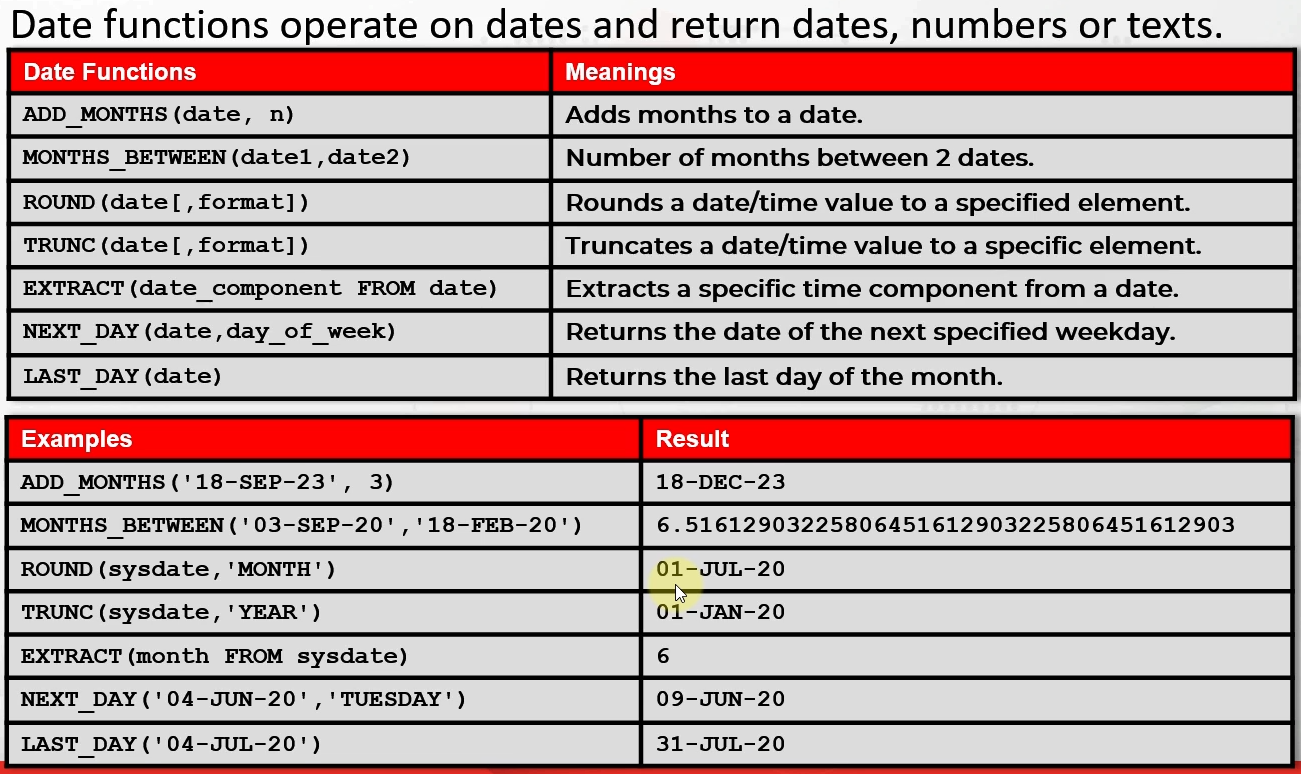 Date functions operate on dates and return dates, numbers or texts.
Date Functions Meanings
ADD_MONTHS(date, n) Adds months to a date.
MONTHS_BETWEEN(date1,date2) Number of months between 2 dates.
ROUND(date[,format]) Rounds a date/time value to a specified element.
TRUNC(date[,format]) Truncates a date/time value to a specific element.
EXTRACT(date_component FROM date) Extracts a specific time component from a date.
NEXT_DAY(date,day_of_week) Returns the date of the next specified weekday.
LAST_DAY(date) Returns the last day of the month.
Examples Result
ADD_MONTHS('18-SEP-23', 3) 18-DEC-23
MONTHS_BETWEEN('03-SEP-20','18-FEB-20') 6.51612903225806451612903225806451612903
ROUND(sysdate,'MONTH') 01-JUL-20
TRUNC(sysdate,'YEAR') 01-JAN-20
EXTRACT(month FROM sysdate) 6
NEXT_DAY('04-JUN-20','TUESDAY') 09-JUN-20
LAST_DAY('04-JUL-20') 31-JUL-20